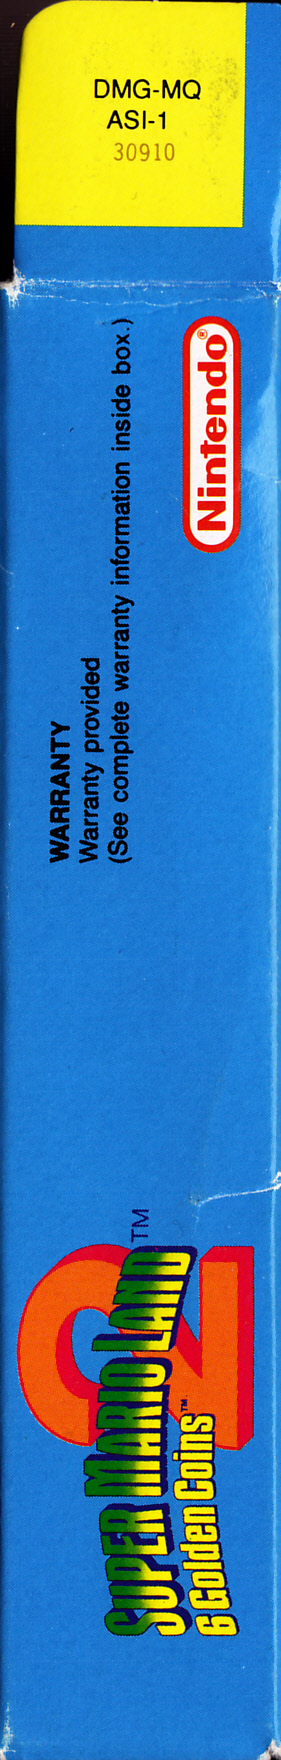 DMG-MQ
ASI-1
30910
Nintendo®
WARRANTY
Warranty provided
(See complete warranty information inside box.)
SUPER MARIO LAND™
2
6 Golden Coins™